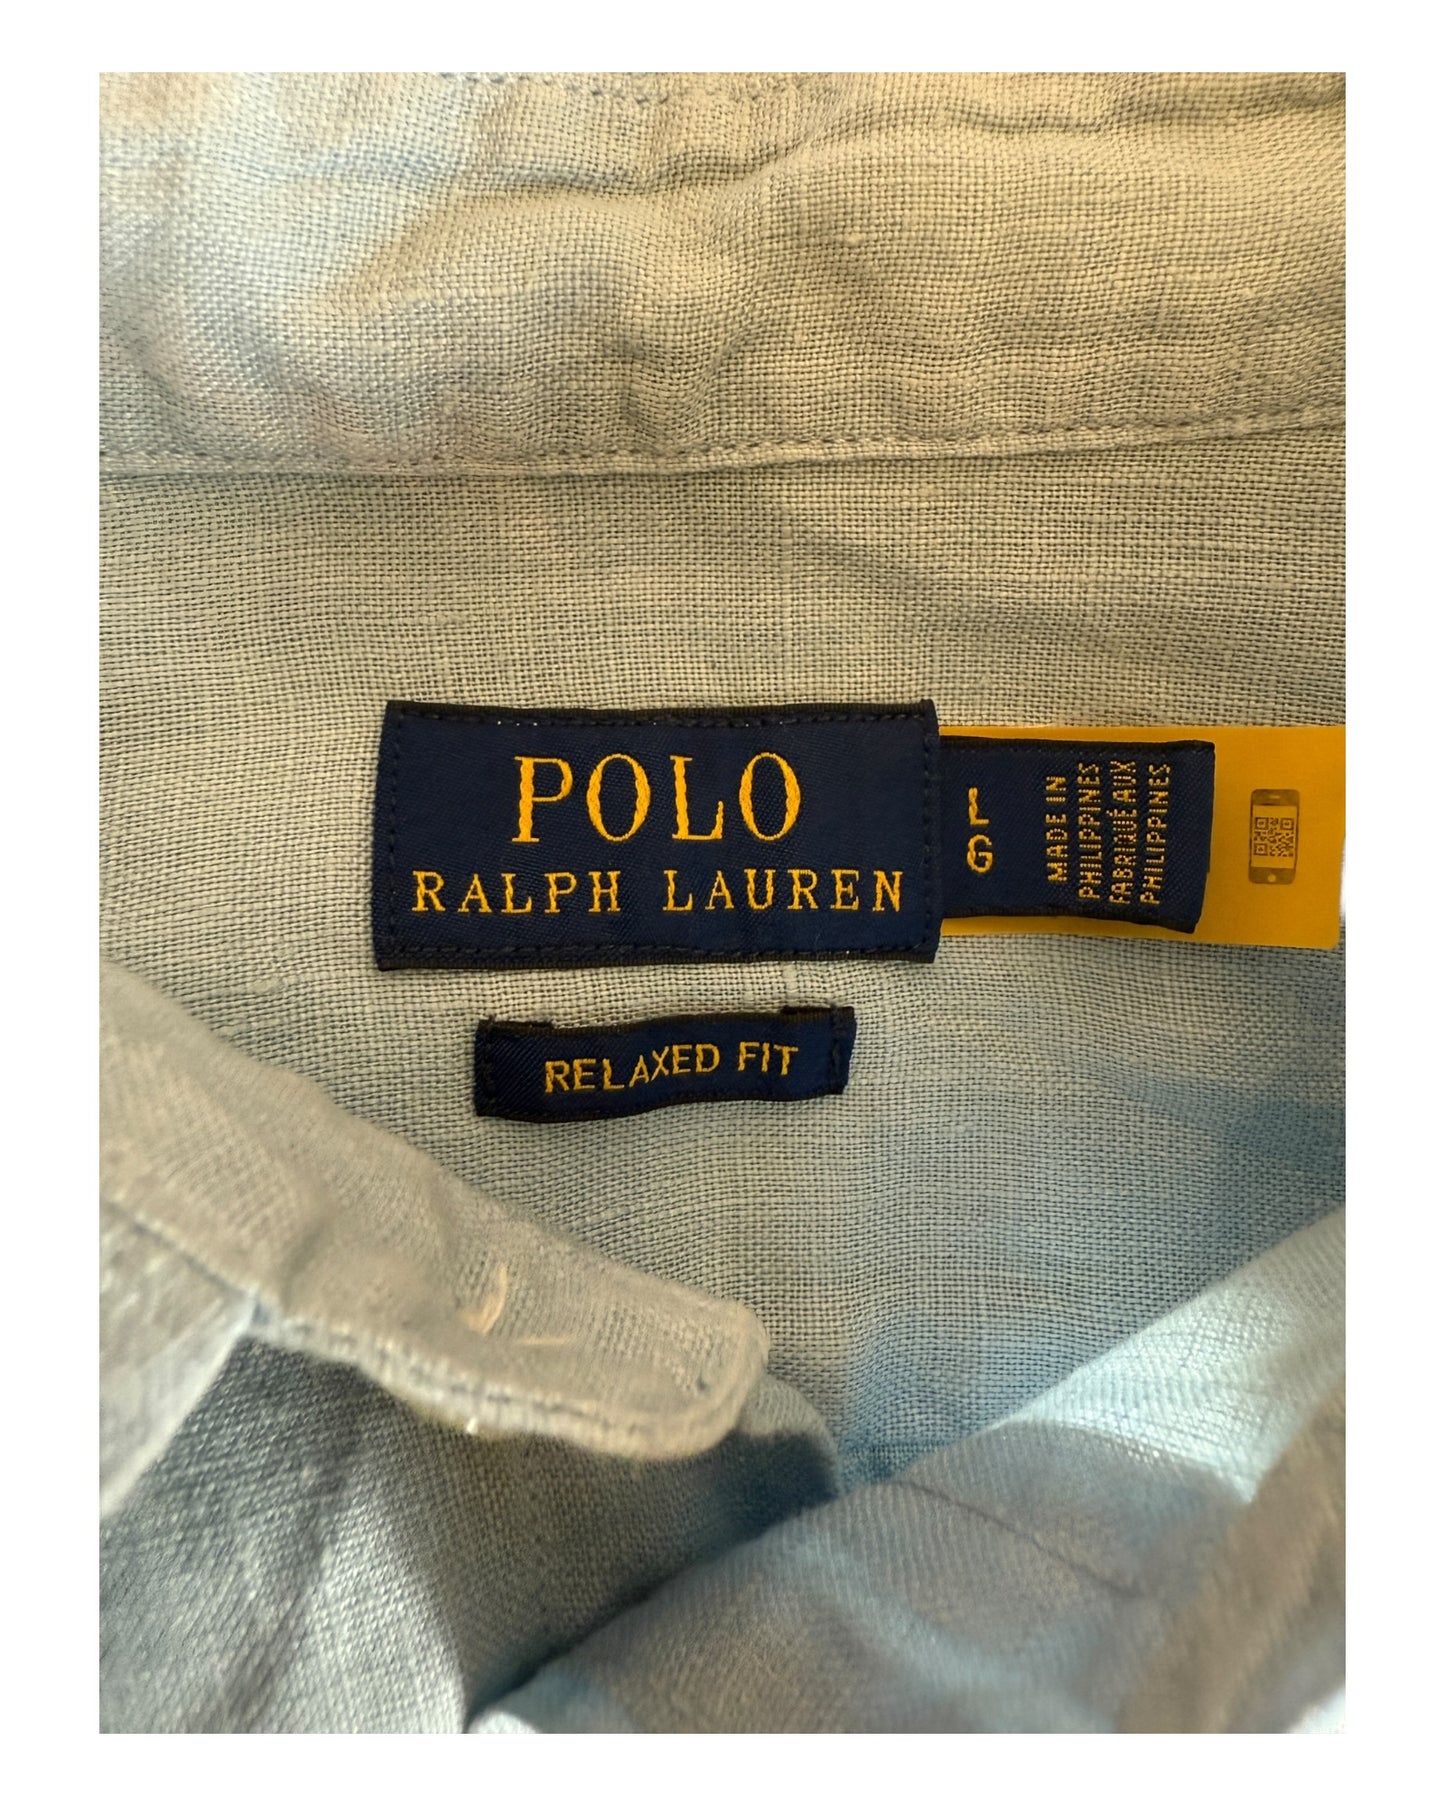 POLO
RALPH LAUREN
L
G
MADE IN
PHILIPPINES
FABRIQUÉ AUX
PHILIPPINES
RELAXED FIT